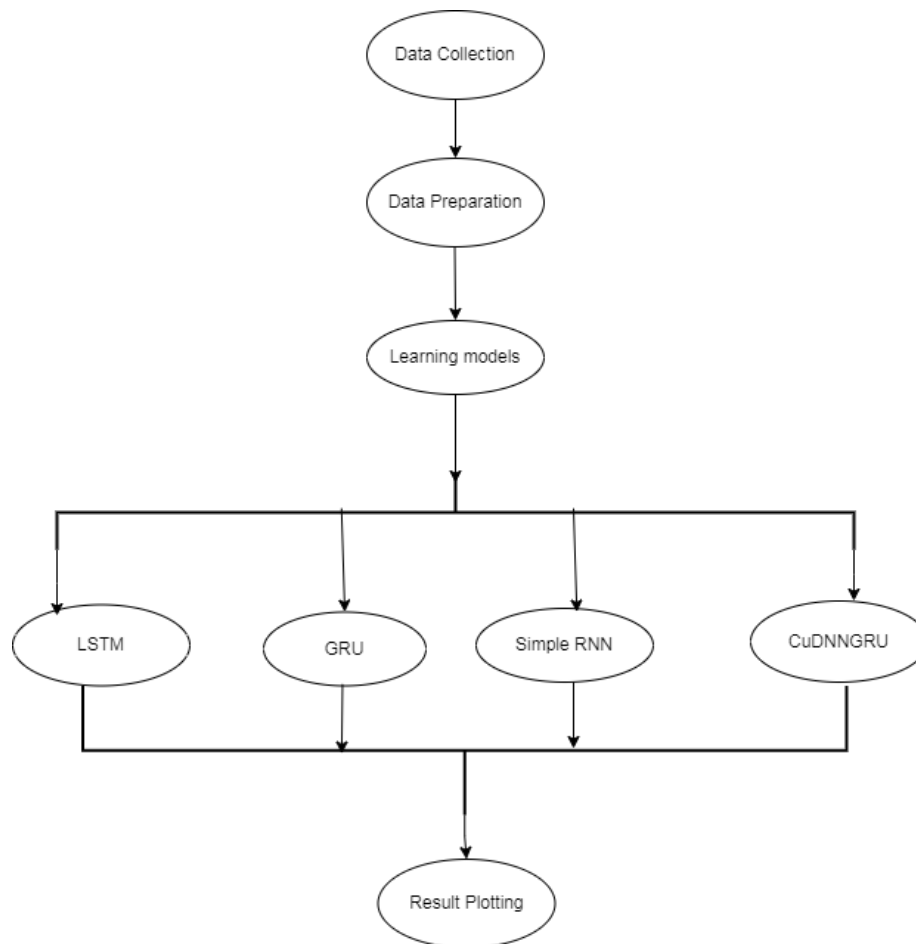 Data Collection
Data Preparation
Learning models
LSTM
GRU
Simple RNN
CuDNNGRU
Result Plotting